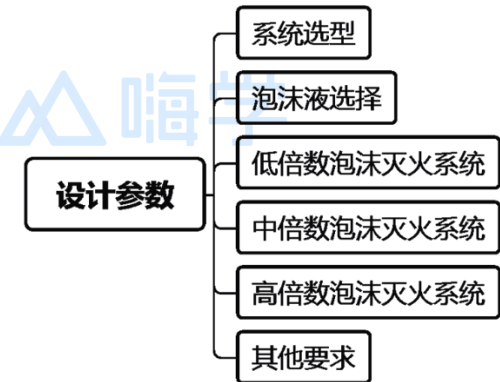 系统选型
泡沫液选择
嗨学
低倍数泡沫灭火系统
设计参数
中倍数泡沫灭火系统
高倍数泡沫灭火系统
其他要求